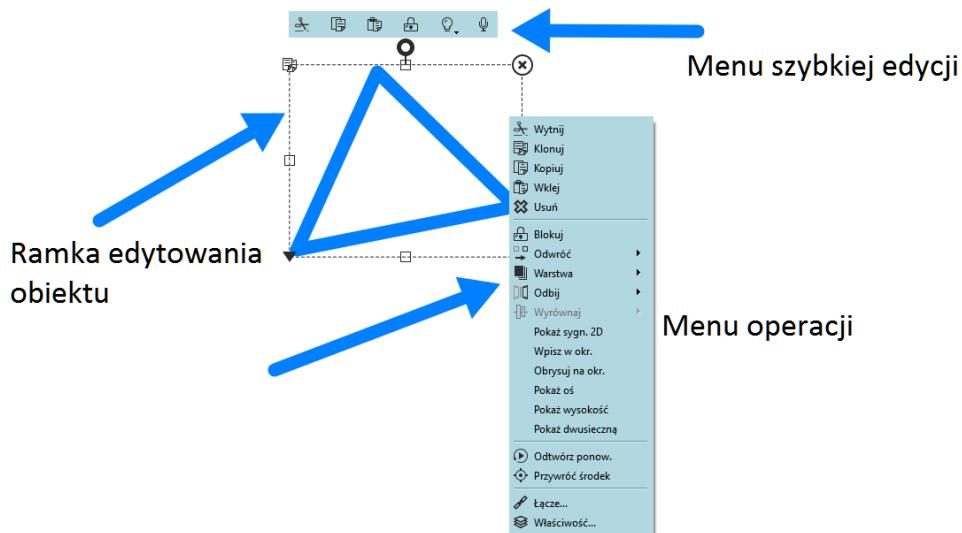 Menu szybkiej edycji
Ramka edytowania
obiektu
Wytnij
Klonuj
Kopiuj
Wklej
Usuń
Blokuj
Odwróć
Warstwa
Odbij
Wyrównaj
Pokaż sygn. 2D
Wpisz w okr.
Obrysuj na okr.
Pokaż oś
Pokaż wysokość
Pokaż dwusieczną
Odtwórz ponow.
Przywróć środek
Łącze...
Właściwość...
Menu operacji